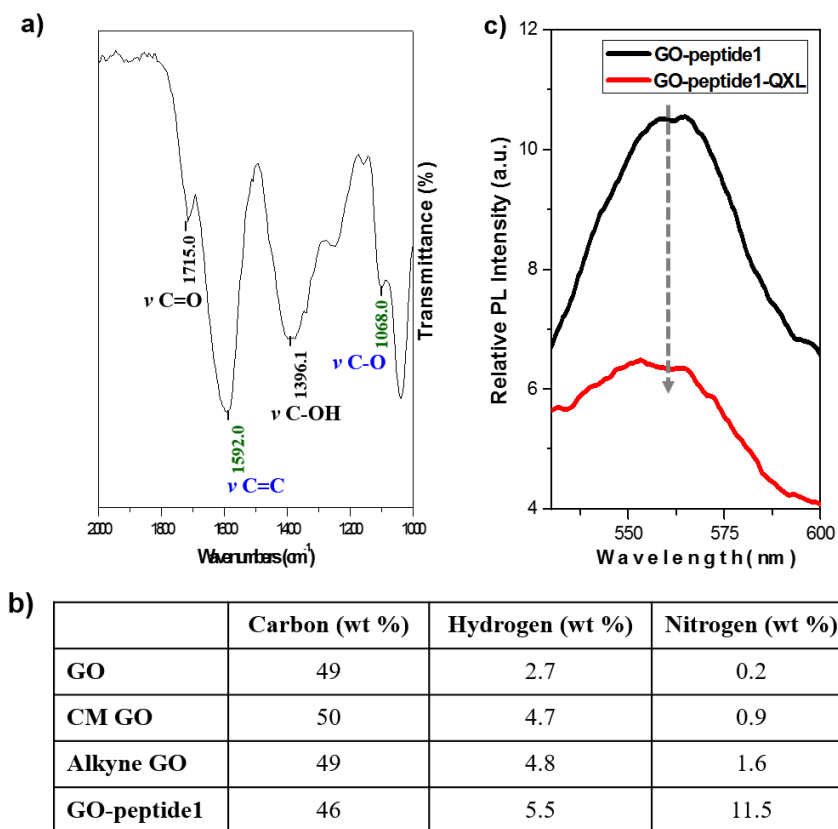 a)
Transmittance (%)
1715.0
ν C=O
1592.0
ν C=C
1396.1
ν C-OH
1068.0
ν C-O
2000 1800 1600 1400 1200 1000
Wavenumbers (cm⁻¹)
c)
GO-peptide1
GO-peptide1-QXL
Relative PL Intensity (a.u.)
12
10
8
6
4
550 575 600
Wavelength(nm)
b)
Carbon (wt %) Hydrogen (wt %) Nitrogen (wt %)
GO 49 2.7 0.2
CM GO 50 4.7 0.9
Alkyne GO 49 4.8 1.6
GO-peptide1 46 5.5 11.5